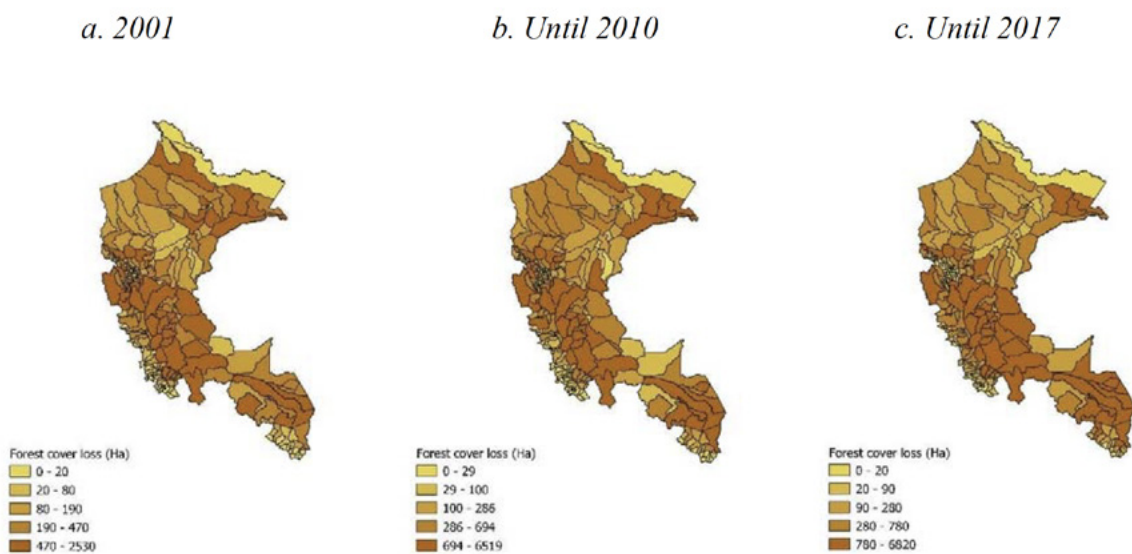 a. 2001
b. Until 2010
c. Until 2017
Forest cover loss (Ha)
0 - 20
20 - 80
80 - 190
190 - 470
470 - 2530
Forest cover loss (Ha)
0 - 29
29 - 100
100 - 286
286 - 694
694 - 6519
Forest cover loss (Ha)
0 - 20
20 - 90
90 - 280
280 - 780
780 - 6820